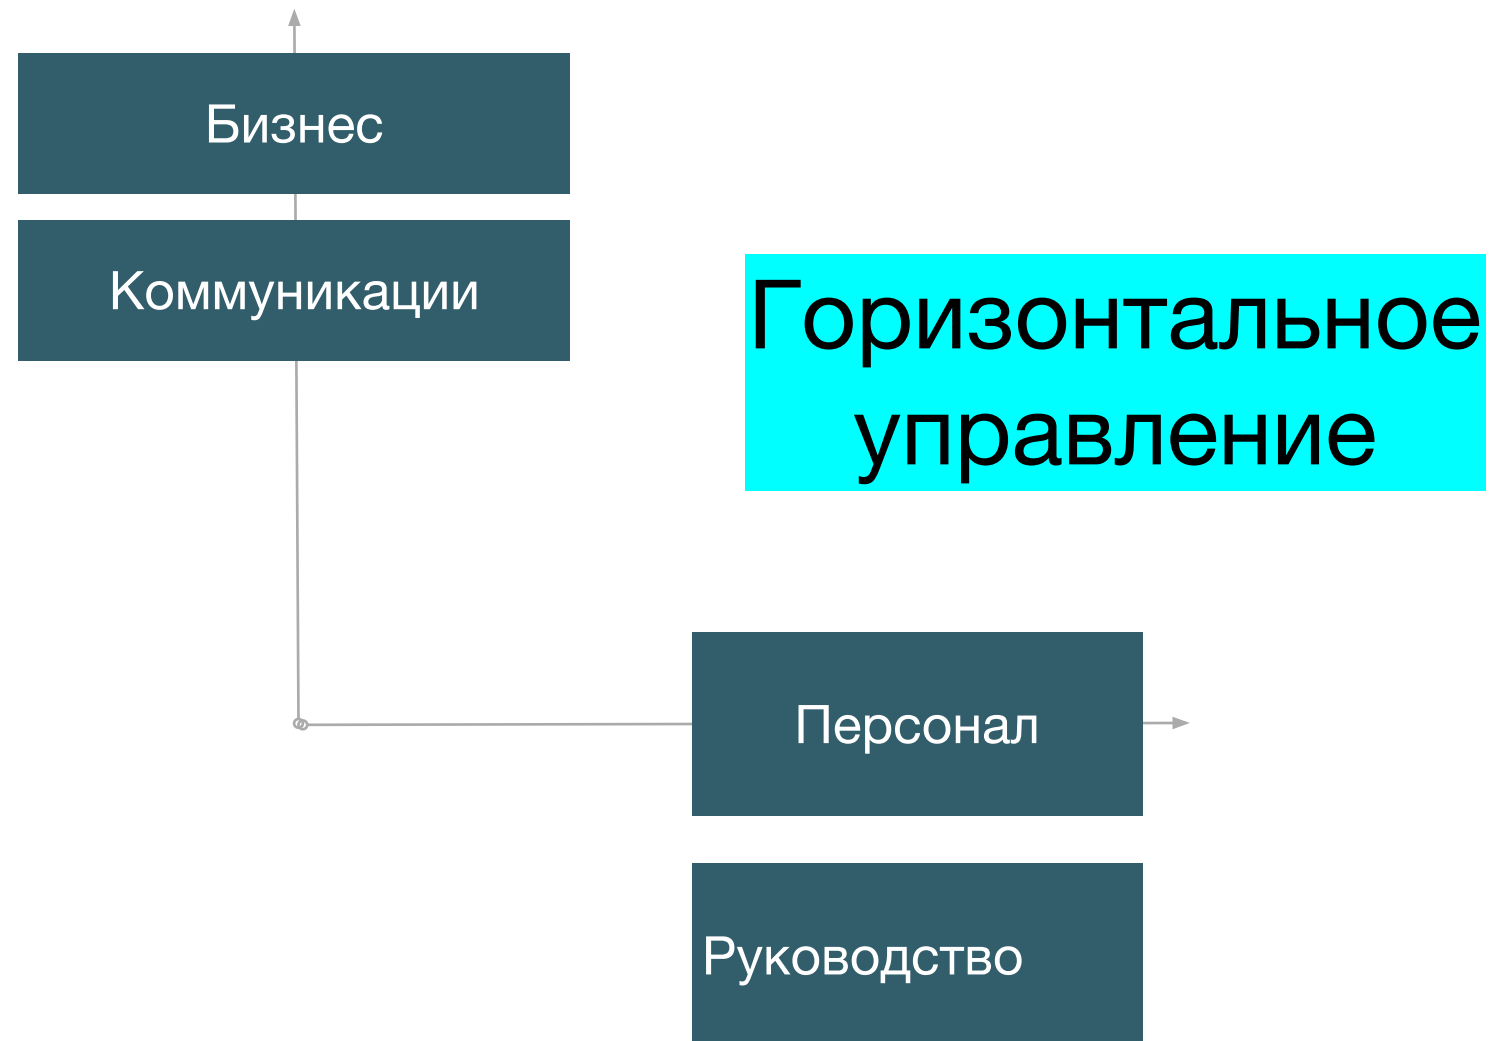 Бизнес
Коммуникации
Горизонтальное
управление
Персонал
Руководство